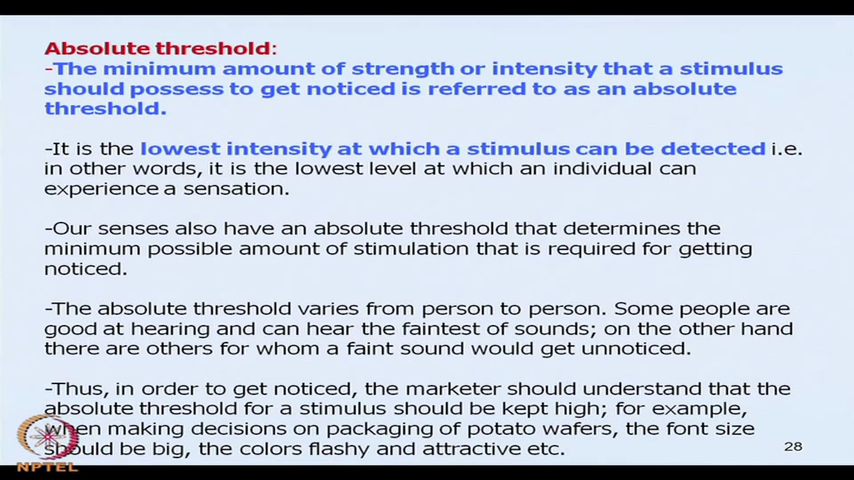 Absolute threshold:
-The minimum amount of strength or intensity that a stimulus
should possess to get noticed is referred to as an absolute
threshold.
-It is the lowest intensity at which a stimulus can be detected i.e.
in other words, it is the lowest level at which an individual can
experience a sensation.
-Our senses also have an absolute threshold that determines the
minimum possible amount of stimulation that is required for getting
noticed.
-The absolute threshold varies from person to person. Some people are
good at hearing and can hear the faintest of sounds; on the other hand
there are others for whom a faint sound would get unnoticed.
-Thus, in order to get noticed, the marketer should understand that the
absolute threshold for a stimulus should be kept high; for example,
when making decisions on packaging of potato wafers, the font size
should be big, the colors flashy and attractive etc.
28
NPTEL